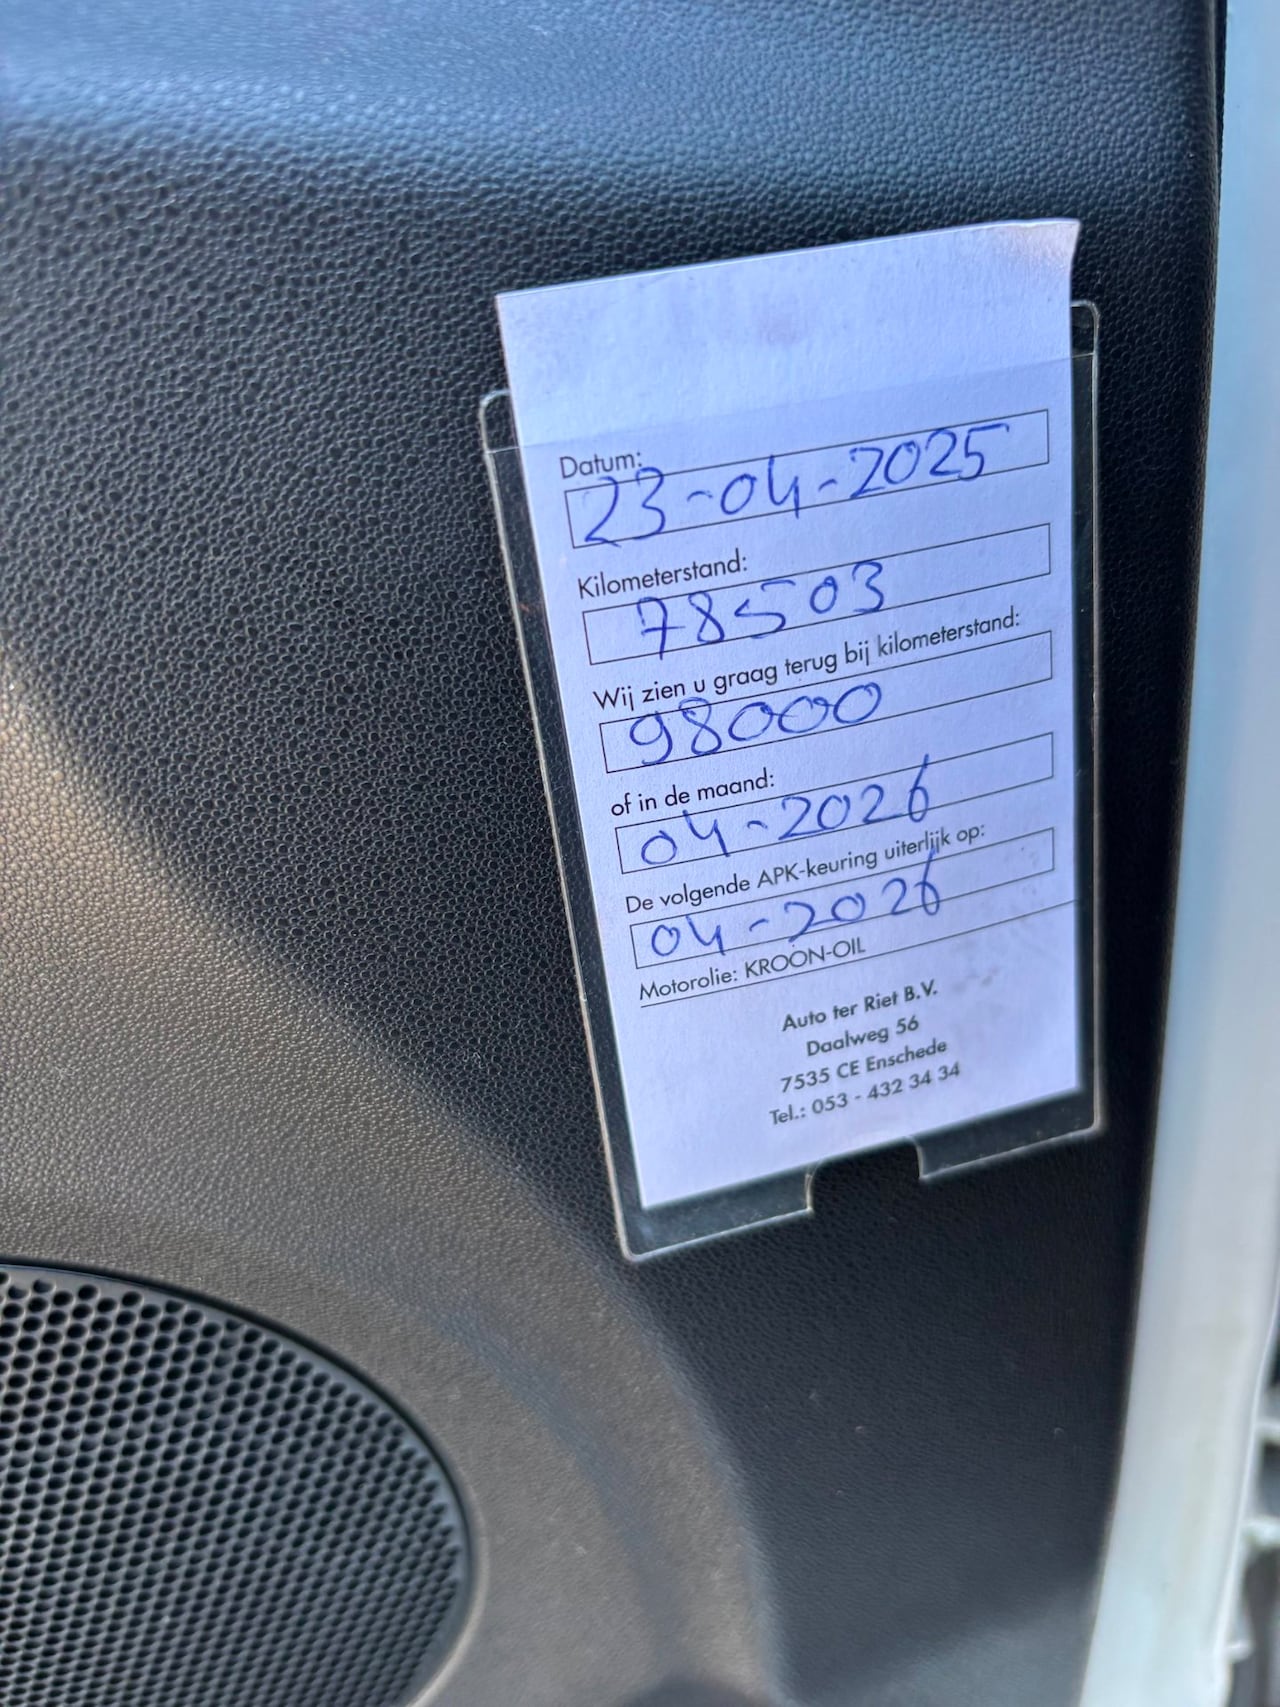 Datum:
23-04-2025
Kilometerstand:
78503
Wij zien u graag terug bij kilometerstand:
98000
of in de maand:
04-2026
De volgende APK-keuring uiterlijk op:
04-2026
Motorolie: KROON-OIL
Auto ter Riet B.V.
Daalweg 56
7535 CE Enschede
Tel.: 053 - 432 34 34